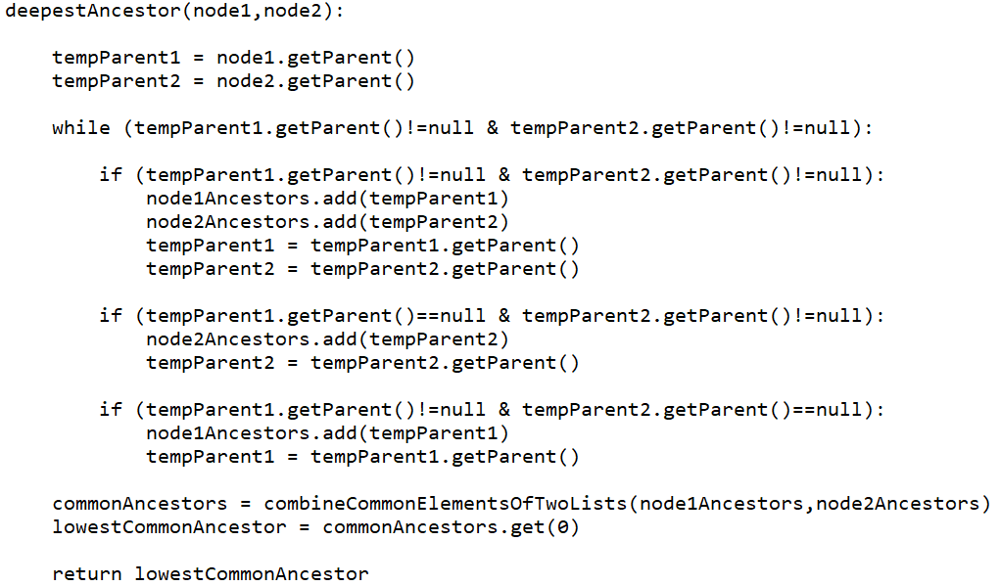 deepestAncestor(node1,node2):
    tempParent1 = node1.getParent()
    tempParent2 = node2.getParent()
    while (tempParent1.getParent()!=null & tempParent2.getParent()!=null):
        if (tempParent1.getParent()!=null & tempParent2.getParent()!=null):
            node1Ancestors.add(tempParent1)
            node2Ancestors.add(tempParent2)
            tempParent1 = tempParent1.getParent()
            tempParent2 = tempParent2.getParent()
        if (tempParent1.getParent()==null & tempParent2.getParent()!=null):
            node2Ancestors.add(tempParent2)
            tempParent2 = tempParent2.getParent()
        if (tempParent1.getParent()!=null & tempParent2.getParent()==null):
            node1Ancestors.add(tempParent1)
            tempParent1 = tempParent1.getParent()
    commonAncestors = combineCommonElementsOfTwoLists(node1Ancestors,node2Ancestors)
    lowestCommonAncestor = commonAncestors.get(0)
    return lowestCommonAncestor